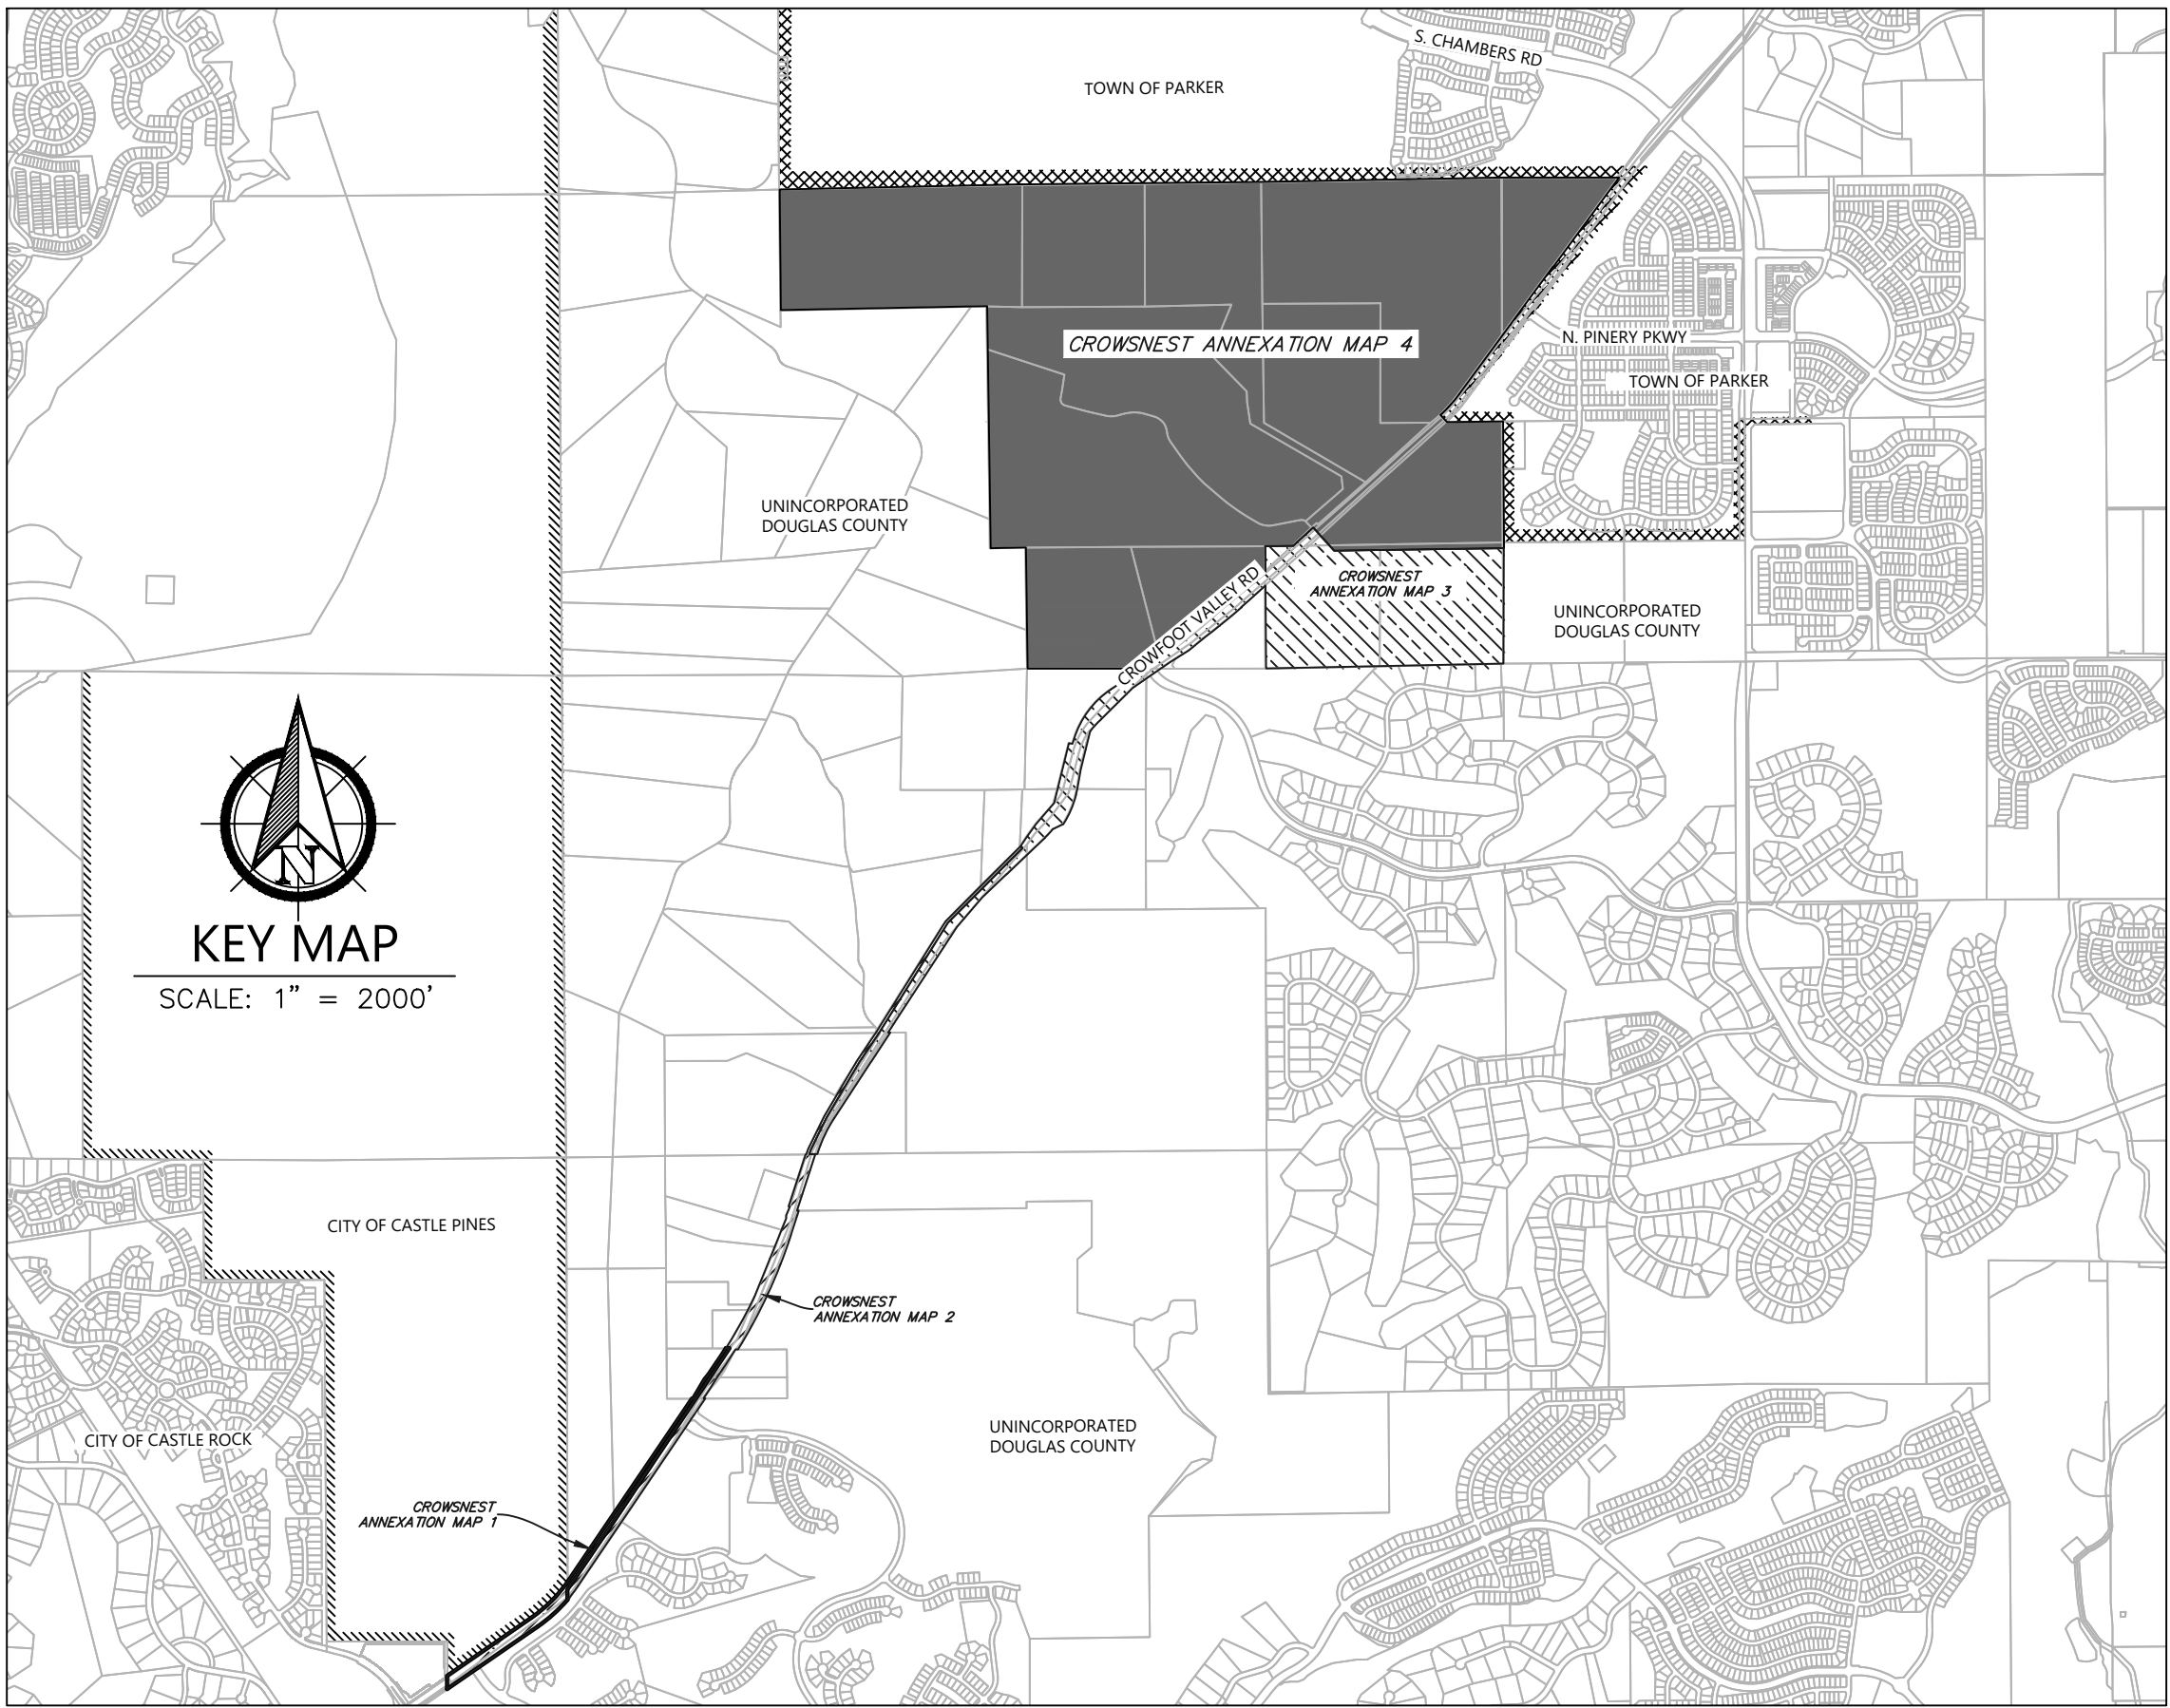 S. CHAMBERS RD
TOWN OF PARKER
N. PINERY PKWY
CROWSNEST ANNEXATION MAP 4
TOWN OF PARKER
UNINCORPORATED
DOUGLAS COUNTY
CROWSNEST
ANNEXATION MAP 3
CROWFOOT VALLEY RD
UNINCORPORATED
DOUGLAS COUNTY
N
KEY MAP
SCALE: 1" = 2000'
CITY OF CASTLE PINES
CROWSNEST
ANNEXATION MAP 2
UNINCORPORATED
DOUGLAS COUNTY
CITY OF CASTLE ROCK
CROWSNEST
ANNEXATION MAP 1